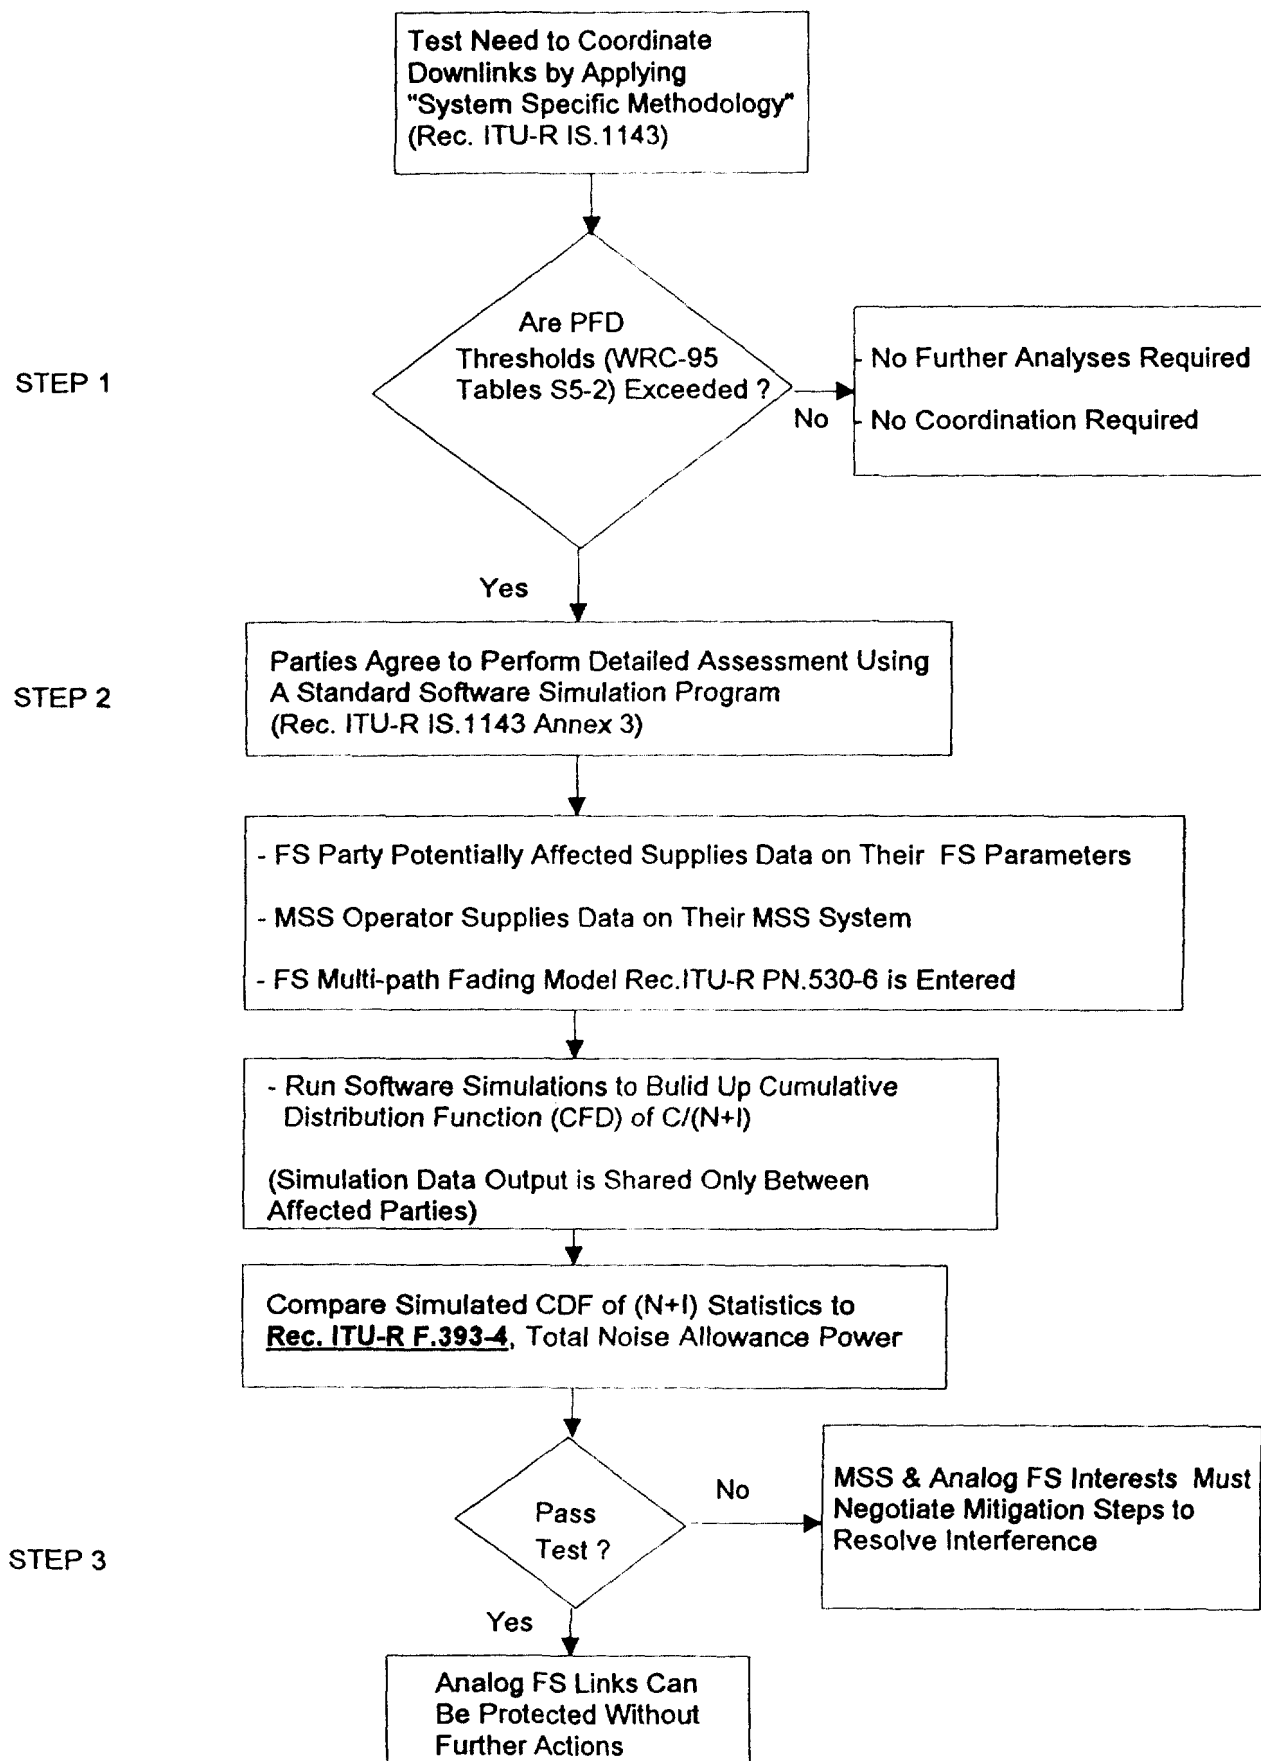 Test Need to Coordinate
Downlinks by Applying
"System Specific Methodology"
(Rec. ITU-R IS.1143)
STEP 1
Are PFD
Thresholds (WRC-95
Tables S5-2) Exceeded ?
No
- No Further Analyses Required
- No Coordination Required
Yes
STEP 2
Parties Agree to Perform Detailed Assessment Using
A Standard Software Simulation Program
(Rec. ITU-R IS.1143 Annex 3)
- FS Party Potentially Affected Supplies Data on Their FS Parameters
- MSS Operator Supplies Data on Their MSS System
- FS Multi-path Fading Model Rec.ITU-R PN.530-6 is Entered
- Run Software Simulations to Bulid Up Cumulative
Distribution Function (CFD) of C/(N+I)
(Simulation Data Output is Shared Only Between
Affected Parties)
Compare Simulated CDF of (N+I) Statistics to
Rec. ITU-R F.393-4, Total Noise Allowance Power
STEP 3
Pass
Test ?
No
MSS & Analog FS Interests Must
Negotiate Mitigation Steps to
Resolve Interference
Yes
Analog FS Links Can
Be Protected Without
Further Actions